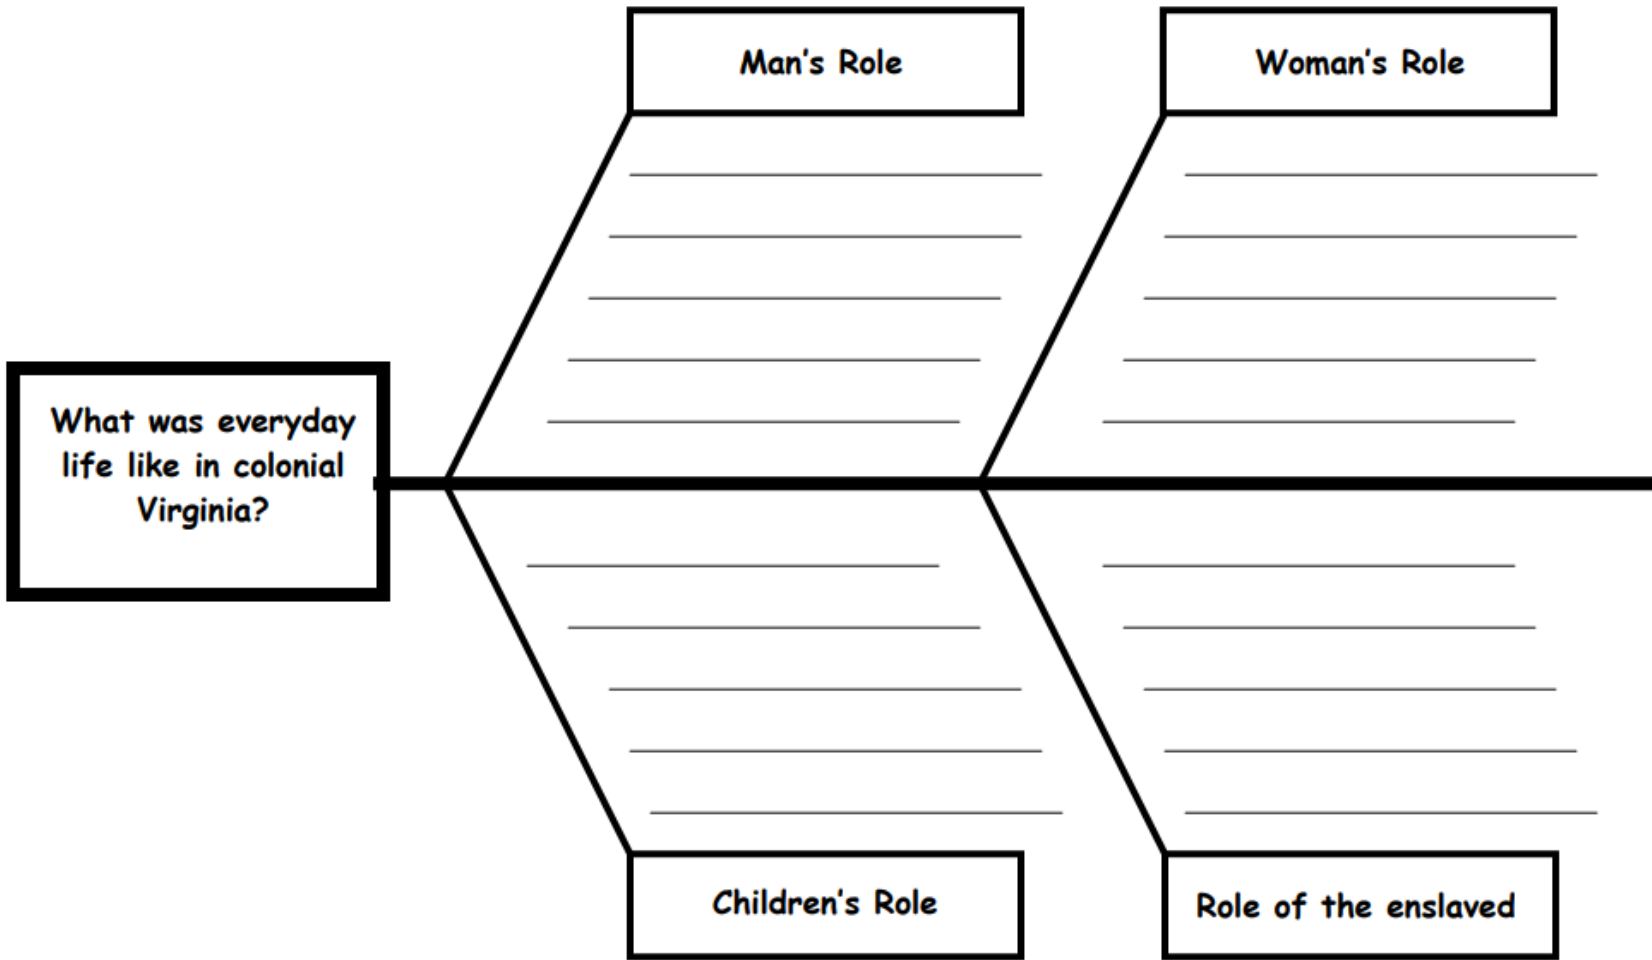 Man's Role
Woman's Role
What was everyday
life like in colonial
Virginia?
Children's Role
Role of the enslaved